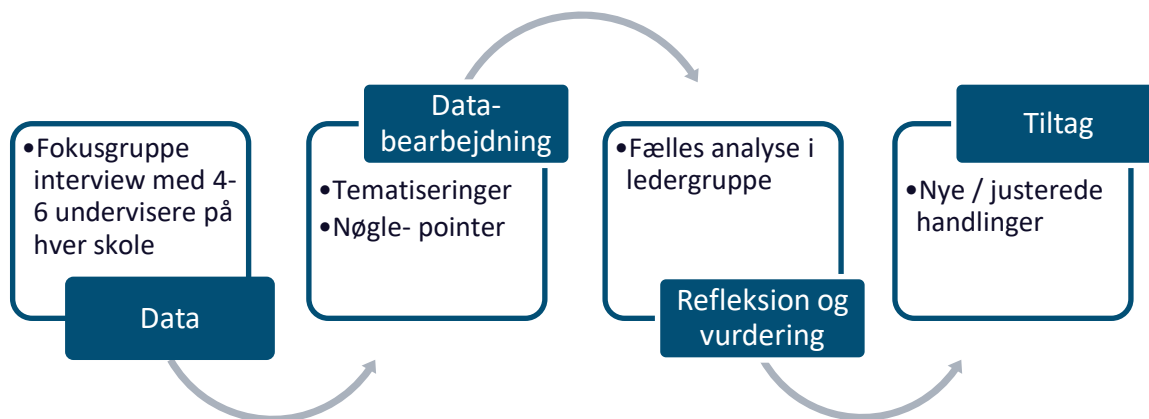 •Fokusgruppe
interview med 4-
6 undervisere på
hver skole
Data
Data-
bearbejdning
•Tematiseringer
•Nøgle- pointer
•Fælles analyse i
ledergruppe
Refleksion og
vurdering
Tiltag
•Nye / justerede
handlinger